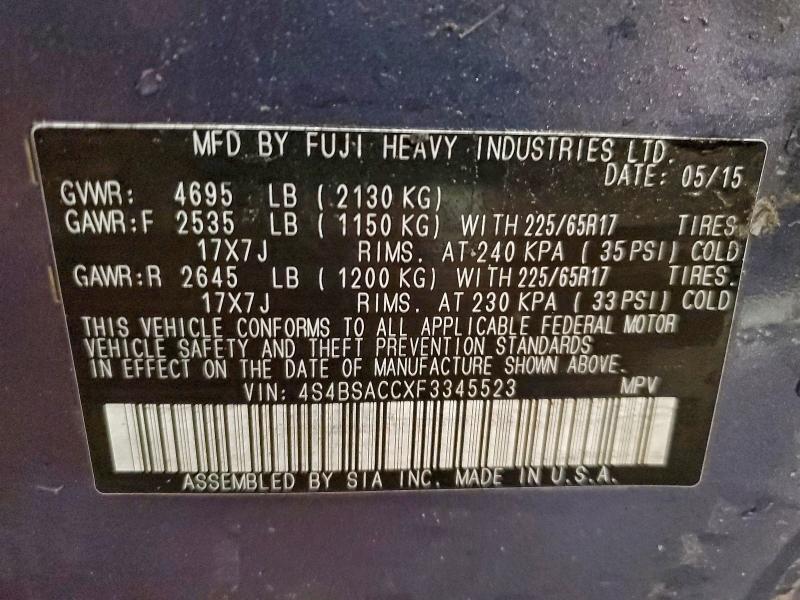 MFD BY FUJI HEAVY INDUSTRIES LTD.
DATE: 05/15
GVWR: 4695 LB ( 2130 KG)
GAWR:F 2535 LB ( 1150 KG) WITH 225/65R17 TIRES.
17X7J RIMS. AT 240 KPA ( 35 PSI) COLD
GAWR:R 2645 LB ( 1200 KG) WITH 225/65R17 TIRES.
17X7J RIMS. AT 230 KPA ( 33 PSI) COLD
THIS VEHICLE CONFORMS TO ALL APPLICABLE FEDERAL MOTOR
VEHICLE SAFETY AND THEFT PREVENTION STANDARDS
IN EFFECT ON THE DATE OF MANUFACTURE SHOWN ABOVE.
VIN: 4S4BSACCXF3345523 MPV
ASSEMBLED BY SIA INC. MADE IN U.S.A.